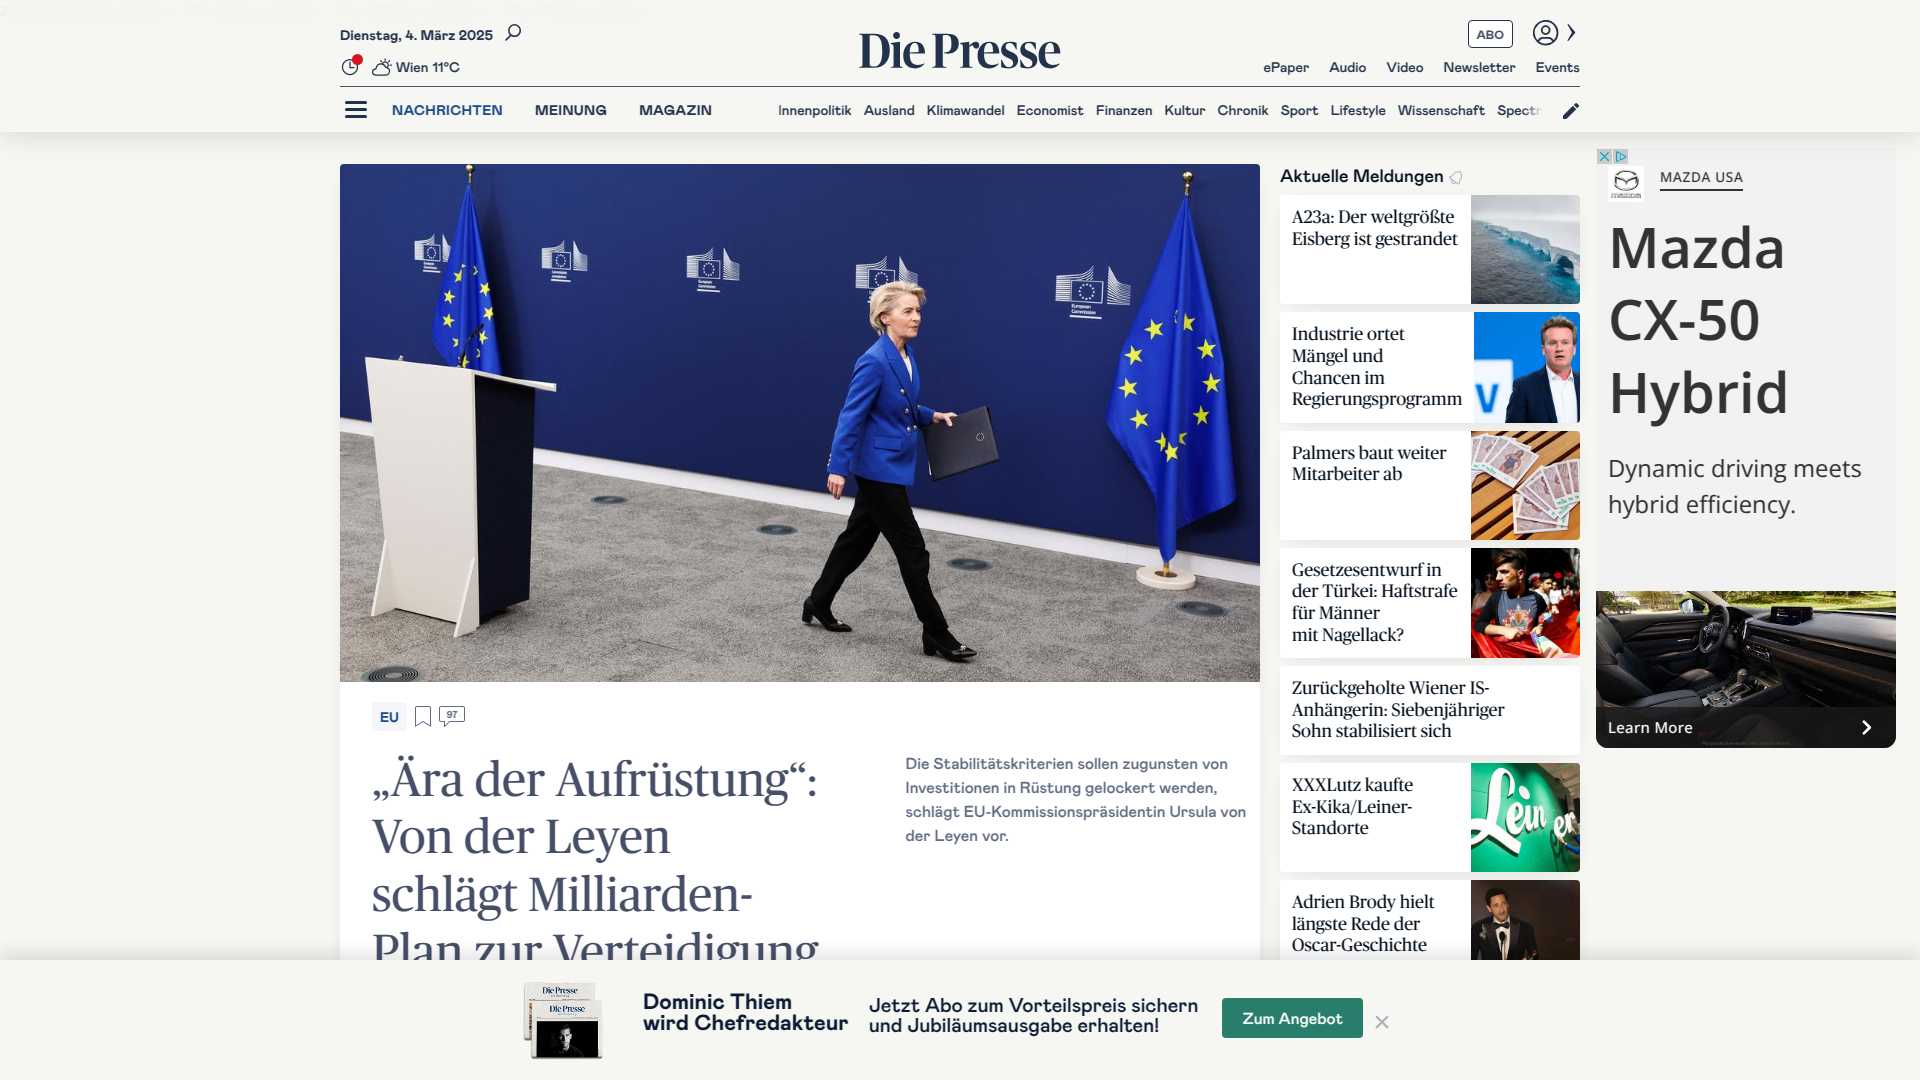 Dienstag, 4. März 2025
Die Presse
ABO
Wien 11°C
ePaper Audio Video Newsletter Events
NACHRICHTEN MEINUNG MAGAZIN
Innenpolitik Ausland Klimawandel Economist Finanzen Kultur Chronik Sport Lifestyle Wissenschaft Spectr
EU
97
„Ära der Aufrüstung“:
Von der Leyen
schlägt Milliarden-
Plan zur Verteidigung
Die Stabilitätskriterien sollen zugunsten von
Investitionen in Rüstung gelockert werden,
schlägt EU-Kommissionspräsidentin Ursula von
der Leyen vor.
Aktuelle Meldungen
A23a: Der weltgrößte
Eisberg ist gestrandet
Industrie ortet
Mängel und
Chancen im
Regierungsprogramm
Palmers baut weiter
Mitarbeiter ab
Gesetzesentwurf in
der Türkei: Haftstrafe
für Männer
mit Nagellack?
Zurückgeholte Wiener IS-
Anhängerin: Siebenjähriger
Sohn stabilisiert sich
XXXLutz kaufte
Ex-Kika/Leiner-
Standorte
Lein er
Adrien Brody hielt
längste Rede der
Oscar-Geschichte
MAZDA USA
Mazda
CX-50
Hybrid
Dynamic driving meets
hybrid efficiency.
Learn More
Die Presse
Die Presse
Dominic Thiem
wird Chefredakteur
Jetzt Abo zum Vorteilspreis sichern
und Jubiläumsausgabe erhalten!
Zum Angebot